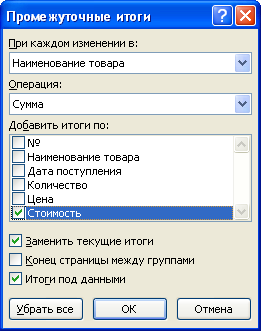 Промежуточные итоги
При каждом изменении в:
Наименование товара
Операция:
Сумма
Добавить итоги по:
№
Наименование товара
Дата поступления
Количество
Цена
Стоимость
Заменить текущие итоги
Конец страницы между группами
Итоги под данными
Убрать все ОК Отмена